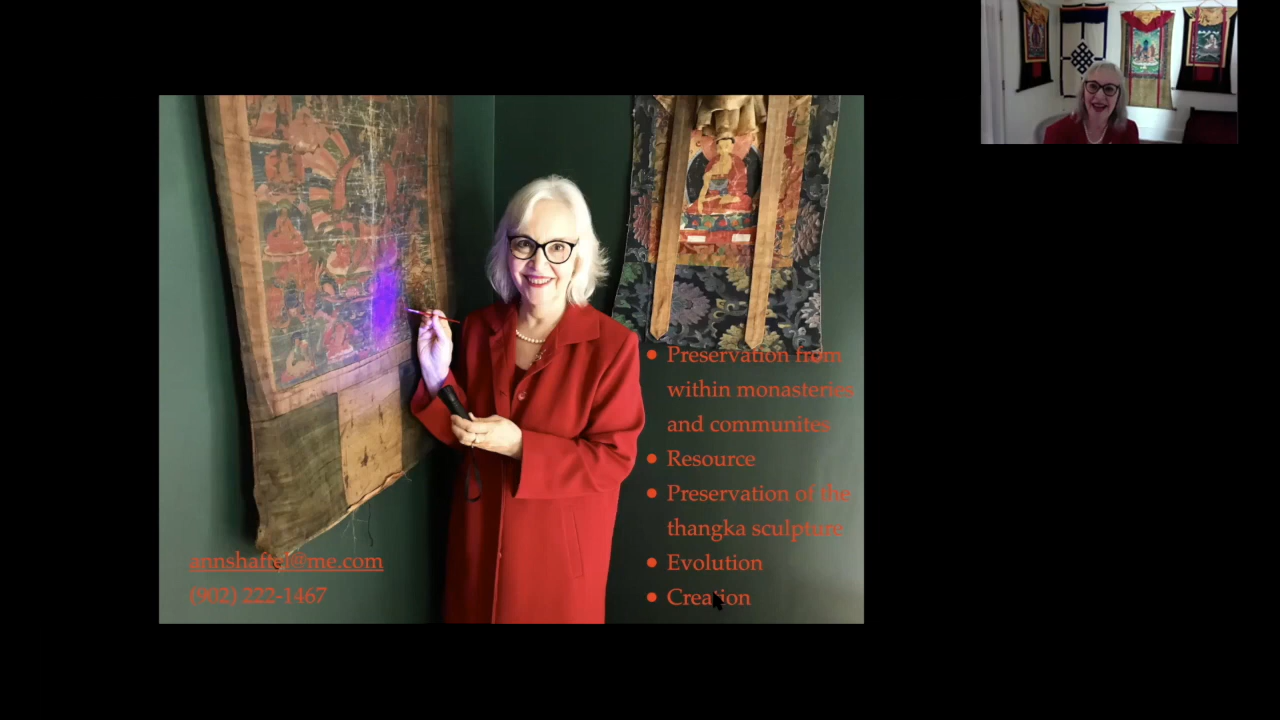 • Preservation from
within monasteries
and communites
• Resource
• Preservation of the
thangka sculpture
• Evolution
• Creation
annshaftel@me.com
(902) 222-1467